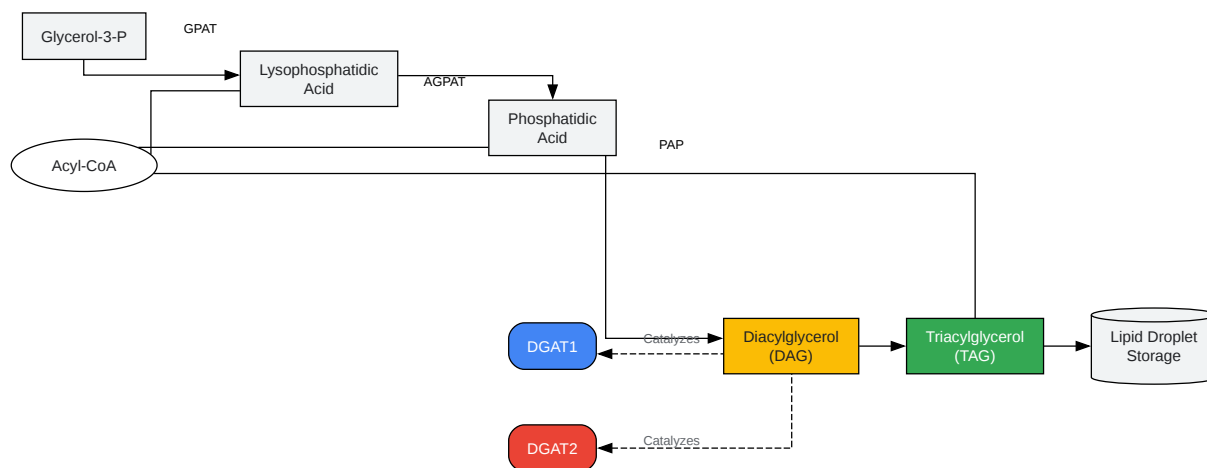 Glycerol-3-P
GPAT
Lysophosphatidic
Acid
AGPAT
Phosphatidic
Acid
PAP
Acyl-CoA
DGAT1
Catalyzes
Diacylglycerol
(DAG)
Triacylglycerol
(TAG)
Lipid Droplet
Storage
DGAT2
Catalyzes